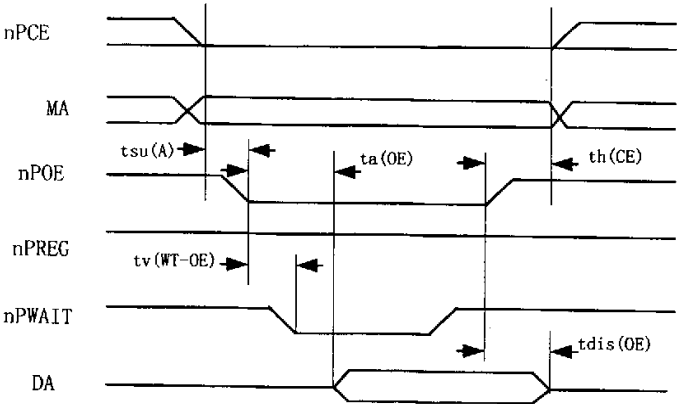 nPCE
MA
tsu(A)
ta(OE)
th(CE)
nPOE
nPREG
tv(WT-OE)
nPWAIT
tdis(OE)
DA